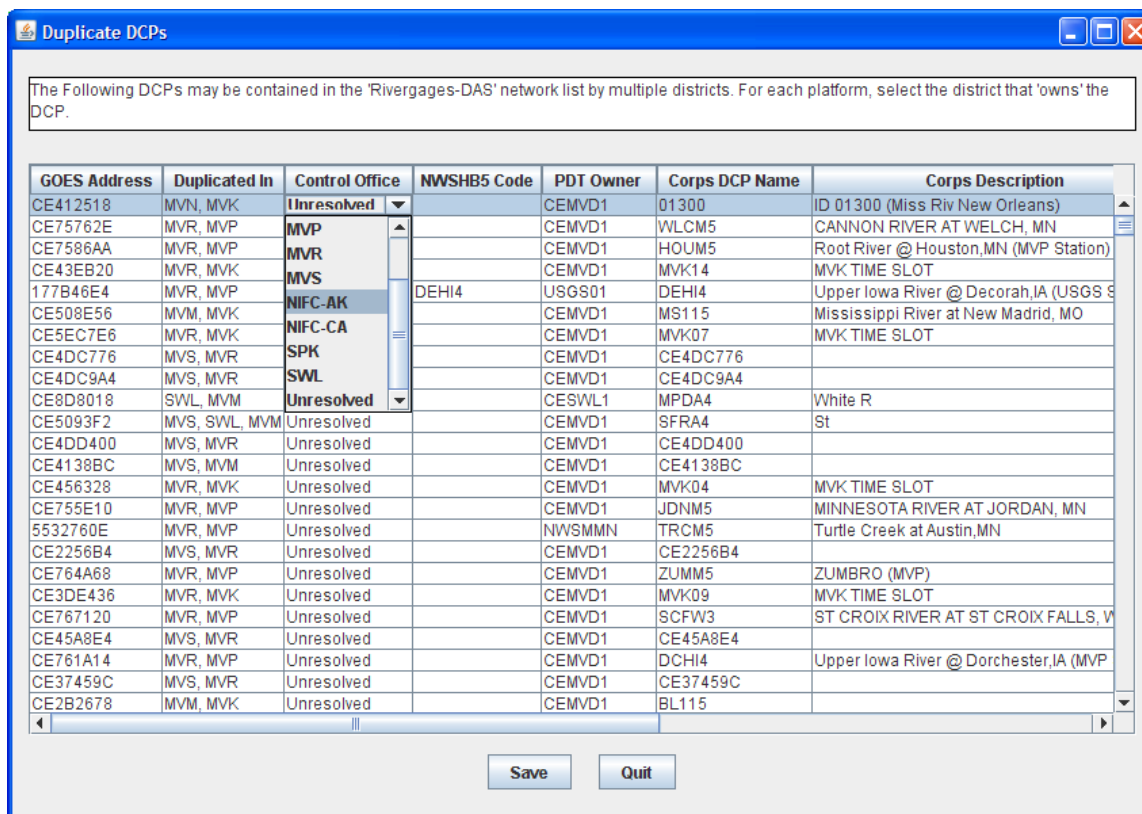 Duplicate DCPs
The Following DCPs may be contained in the 'Rivergages-DAS' network list by multiple districts. For each platform, select the district that 'owns' the
DCP.
GOES Address Duplicated In Control Office NWSHB5 Code PDT Owner Corps DCP Name Corps Description
CE412518 MVN, MVK Unresolved CEMVD1 01300 ID 01300 (Miss Riv New Orleans)
CE75762E MVR, MVP MVP CEMVD1 WLCM5 CANNON RIVER AT WELCH, MN
CE7586AA MVR, MVP MVR CEMVD1 HOUM5 Root River @ Houston,MN (MVP Station)
CE43EB20 MVR, MVK MVS CEMVD1 MVK14 MVK TIME SLOT
177B46E4 MVR, MVP NIFC-AK DEHI4 USGS01 DEHI4 Upper Iowa River @ Decorah,IA (USGS S
CE508E56 MVM, MVK NIFC-CA CEMVD1 MS115 Mississippi River at New Madrid, MO
CE5EC7E6 MVR, MVK CEMVD1 MVK07 MVK TIME SLOT
CE4DC776 MVS, MVR SPK CEMVD1 CE4DC776
CE4DC9A4 MVS, MVR SWL CEMVD1 CE4DC9A4
CE8D8018 SWL, MVM Unresolved CESWL1 MPDA4 White R
CE5093F2 MVS, SWL, MVM Unresolved CEMVD1 SFRA4 St
CE4DD400 MVS, MVR Unresolved CEMVD1 CE4DD400
CE4138BC MVS, MVM Unresolved CEMVD1 CE4138BC
CE456328 MVR, MVK Unresolved CEMVD1 MVK04 MVK TIME SLOT
CE755E10 MVR, MVP Unresolved CEMVD1 JDNM5 MINNESOTA RIVER AT JORDAN, MN
5532760E MVR, MVP Unresolved NWSMMN TRCM5 Turtle Creek at Austin,MN
CE2256B4 MVS, MVR Unresolved CEMVD1 CE2256B4
CE764A68 MVR, MVP Unresolved CEMVD1 ZUMM5 ZUMBRO (MVP)
CE3DE436 MVR, MVK Unresolved CEMVD1 MVK09 MVK TIME SLOT
CE767120 MVR, MVP Unresolved CEMVD1 SCFW3 ST CROIX RIVER AT ST CROIX FALLS, W
CE45A8E4 MVS, MVR Unresolved CEMVD1 CE45A8E4
CE761A14 MVR, MVP Unresolved CEMVD1 DCHI4 Upper Iowa River @ Dorchester,IA (MVP
CE37459C MVS, MVR Unresolved CEMVD1 CE37459C
CE2B2678 MVM, MVK Unresolved CEMVD1 BL115
Save Quit